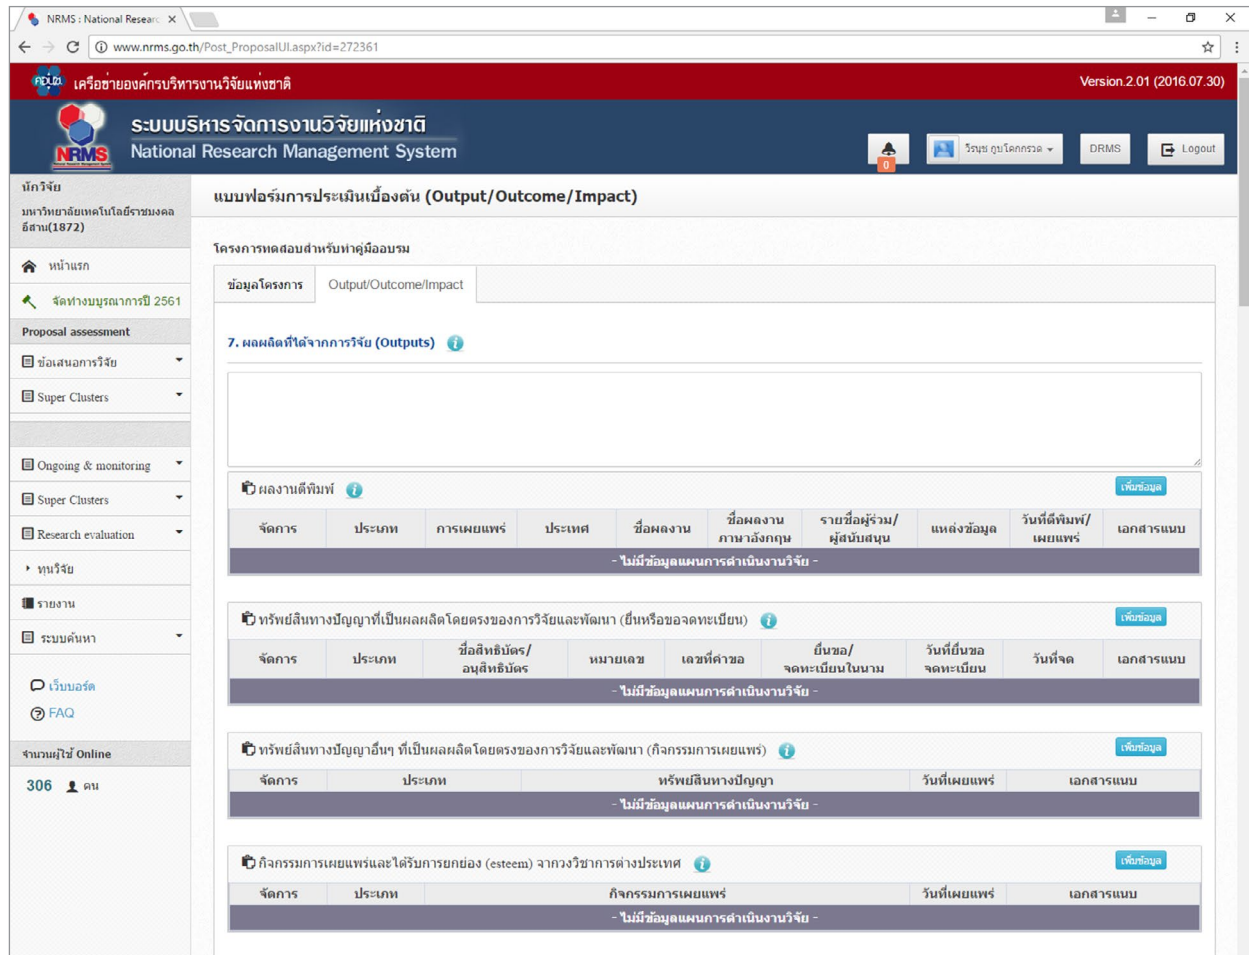 NRMS : National Researc
www.nrms.go.th/Post_ProposalUI.aspx?id=272361
คอบช. เครือข่ายองค์กรบริหารงานวิจัยแห่งชาติ
Version.2.01 (2016.07.30)
NRMS
ระบบบริหารจัดการงานวิจัยแห่งชาติ
National Research Management System
0
DRMS
Logout
นักวิจัย
มหาวิทยาลัยเทคโนโลยีราชมงคล
อีสาน(1872)
หน้าแรก
จัดทำงบบูรณาการปี 2561
Proposal assessment
ข้อเสนอการวิจัย
Super Clusters
Ongoing & monitoring
Super Clusters
Research evaluation
ทุนวิจัย
รายงาน
ระบบค้นหา
เว็บบอร์ด
FAQ
จำนวนผู้ใช้ Online
306 คน
แบบฟอร์มการประเมินเบื้องต้น (Output/Outcome/Impact)
โครงการทดสอบสำหรับทำคู่มืออบรม
ข้อมูลโครงการ Output/Outcome/Impact
7. ผลผลิตที่ได้จากการวิจัย (Outputs)
ผลงานตีพิมพ์ เพิ่มข้อมูล
จัดการ ประเภท การเผยแพร่ ประเทศ ชื่อผลงาน ชื่อผลงานภาษาอังกฤษ รายชื่อผู้ร่วม/ผู้สนับสนุน แหล่งข้อมูล วันที่ตีพิมพ์/เผยแพร่ เอกสารแนบ
- ไม่มีข้อมูลแผนการดำเนินงานวิจัย -
ทรัพย์สินทางปัญญาที่เป็นผลผลิตโดยตรงของการวิจัยและพัฒนา (ยื่นหรือขอจดทะเบียน) เพิ่มข้อมูล
จัดการ ประเภท ชื่อสิทธิบัตร/อนุสิทธิบัตร หมายเลข เลขที่คำขอ ยื่นขอ/จดทะเบียนในนาม วันที่ยื่นขอจดทะเบียน วันที่จด เอกสารแนบ
- ไม่มีข้อมูลแผนการดำเนินงานวิจัย -
ทรัพย์สินทางปัญญาอื่นๆ ที่เป็นผลผลิตโดยตรงของการวิจัยและพัฒนา (กิจกรรมการเผยแพร่) เพิ่มข้อมูล
จัดการ ประเภท ทรัพย์สินทางปัญญา วันที่เผยแพร่ เอกสารแนบ
- ไม่มีข้อมูลแผนการดำเนินงานวิจัย -
กิจกรรมการเผยแพร่และได้รับการยกย่อง (esteem) จากวงวิชาการต่างประเทศ เพิ่มข้อมูล
จัดการ ประเภท กิจกรรมการเผยแพร่ วันที่เผยแพร่ เอกสารแนบ
- ไม่มีข้อมูลแผนการดำเนินงานวิจัย -